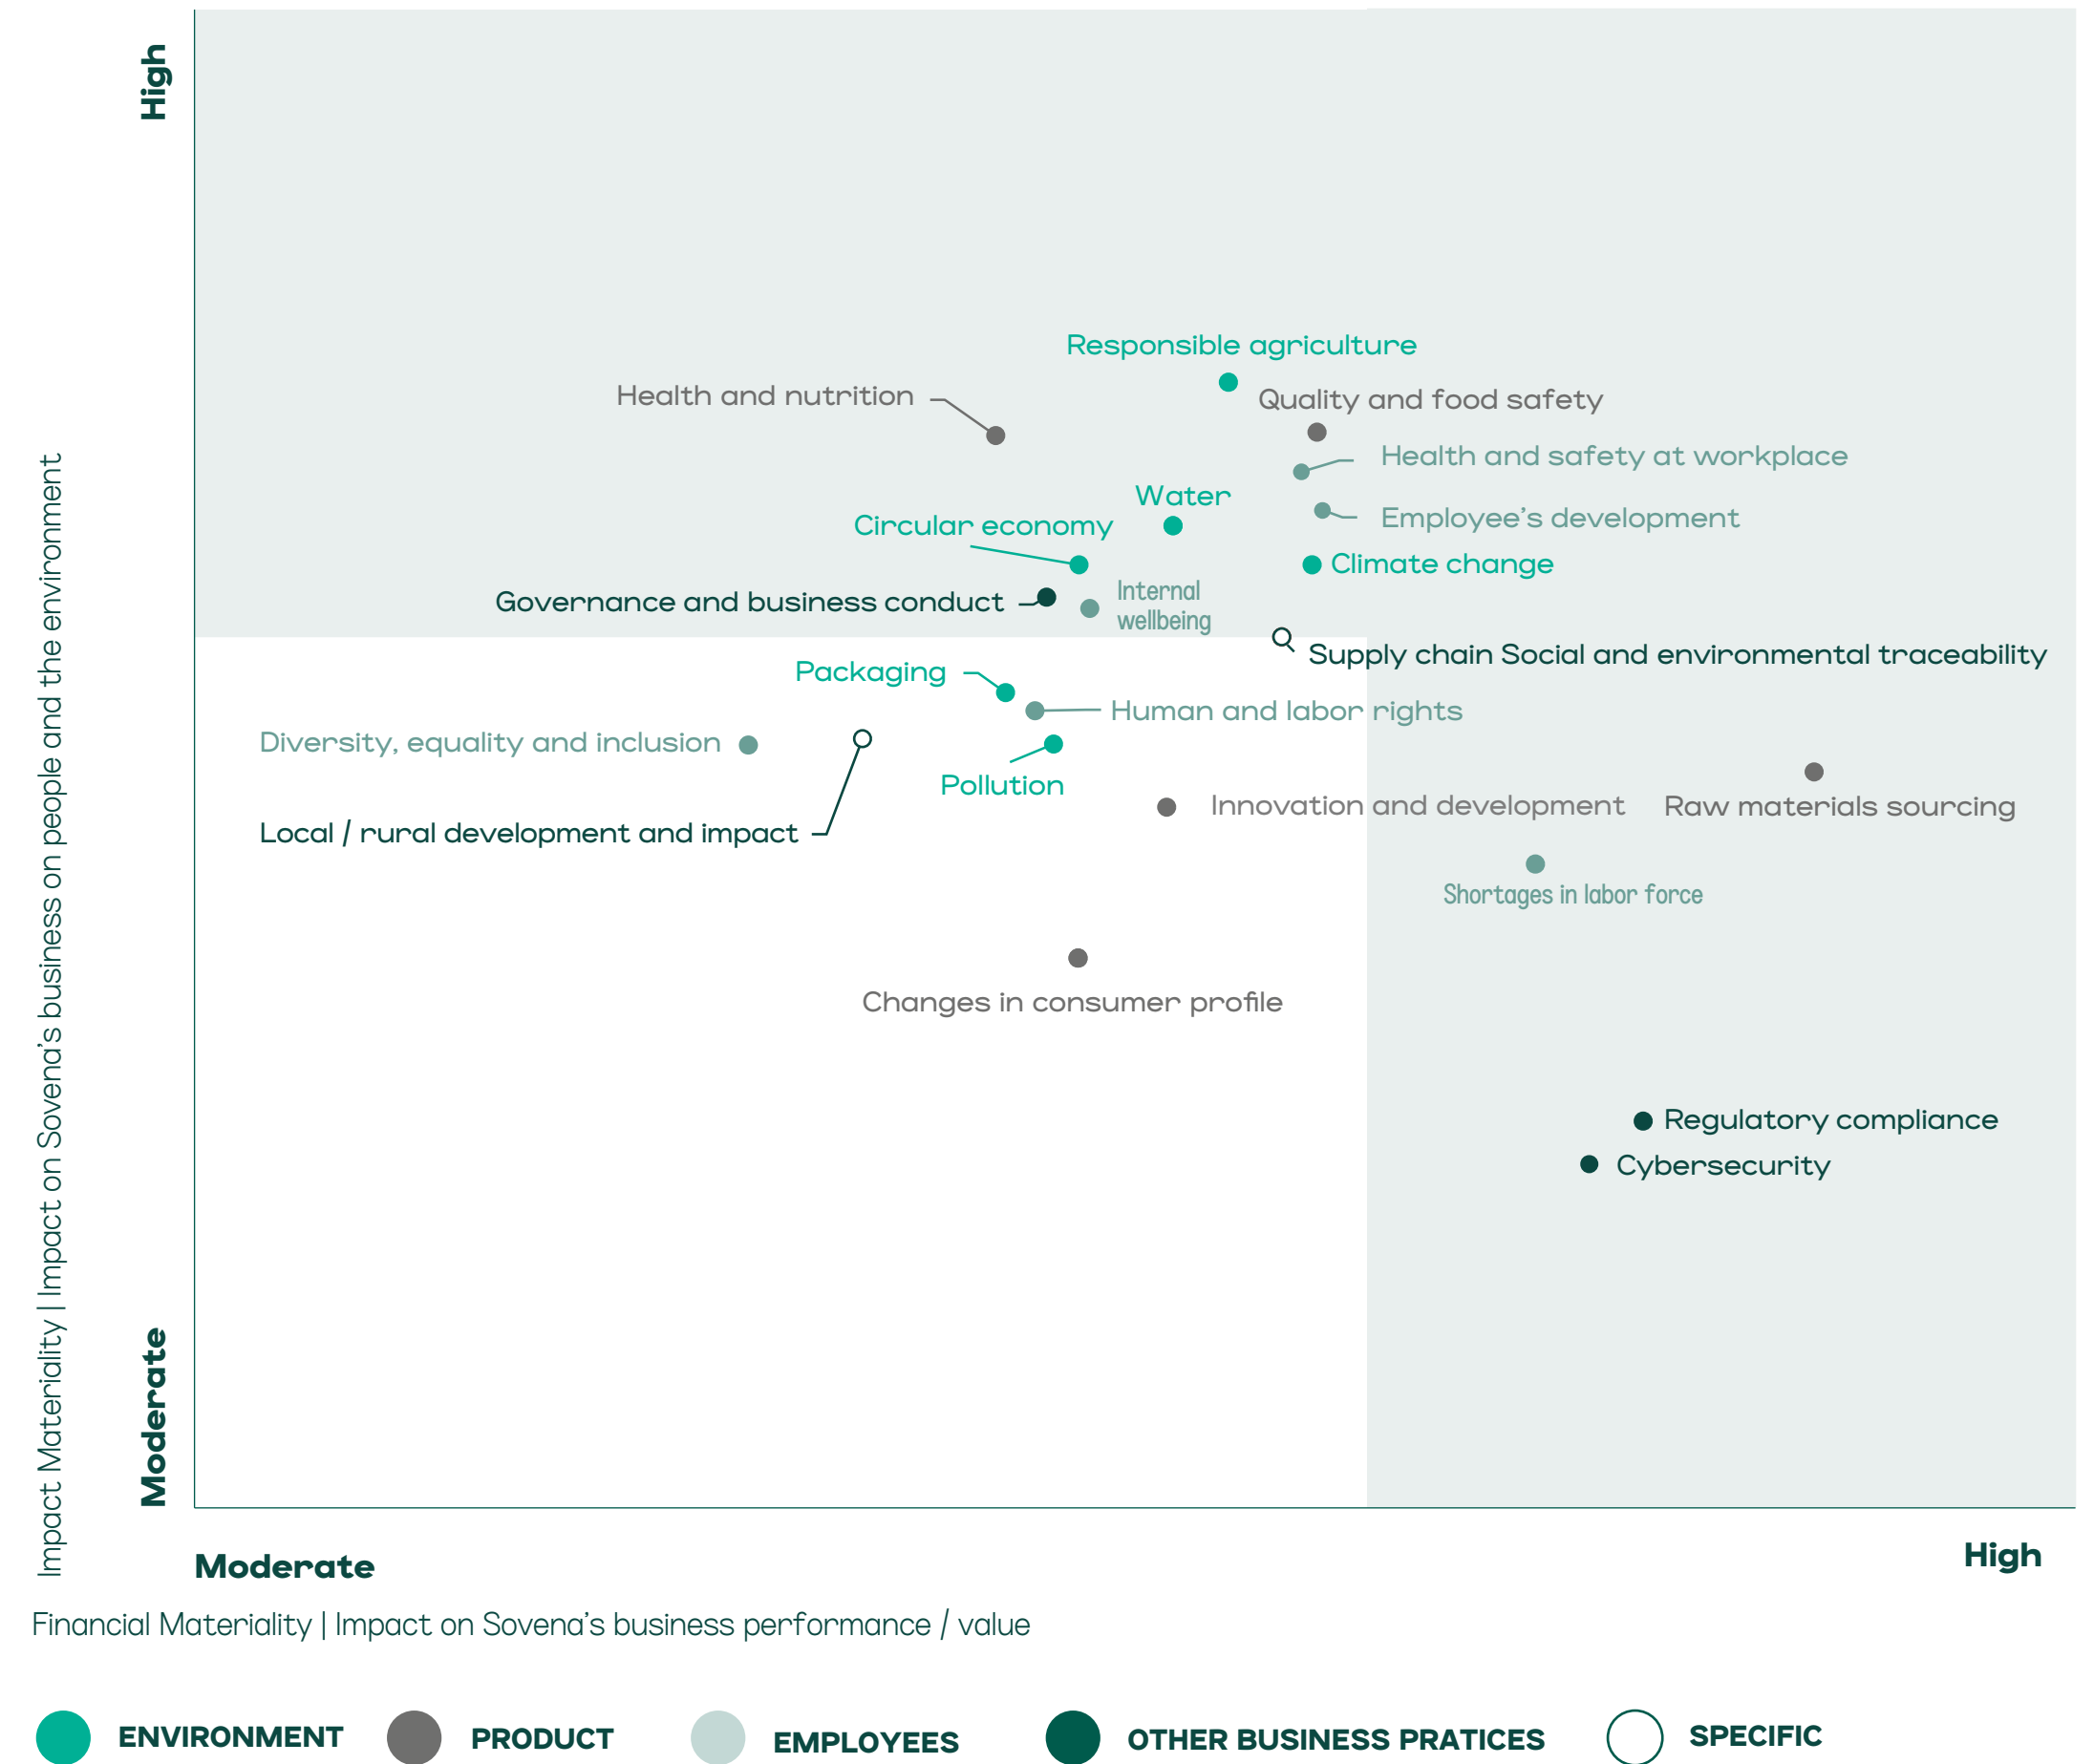 High
Responsible agriculture
Health and nutrition
Quality and food safety
Health and safety at workplace
Water
Employee’s development
Circular economy
Climate change
Internal
wellbeing
Governance and business conduct
Supply chain Social and environmental traceability
Packaging
Human and labor rights
Diversity, equality and inclusion
Pollution
Innovation and development
Raw materials sourcing
Local / rural development and impact
Shortages in labor force
Changes in consumer profile
Regulatory compliance
Cybersecurity
Impact Materiality | Impact on Sovena’s business on people and the environment
Moderate
Moderate
High
Financial Materiality | Impact on Sovena’s business performance / value
ENVIRONMENT
PRODUCT
EMPLOYEES
OTHER BUSINESS PRATICES
SPECIFIC